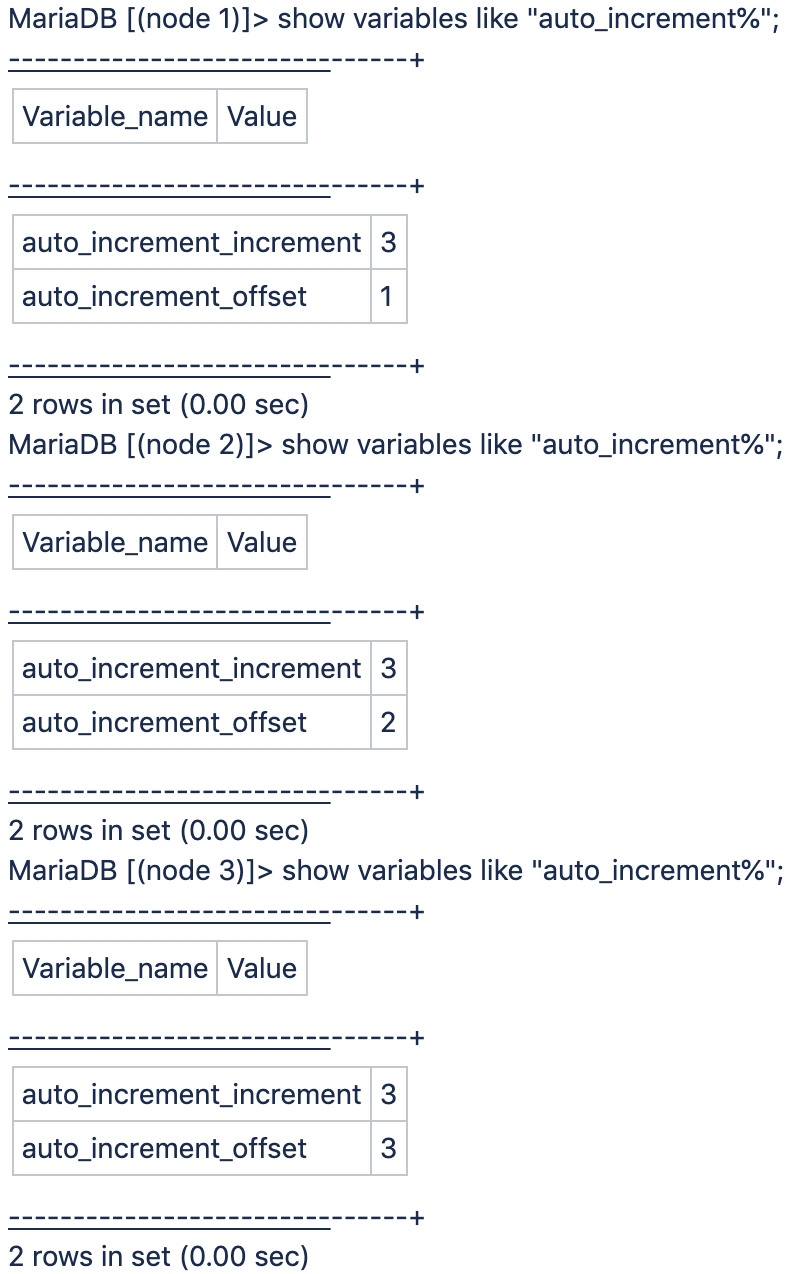 MariaDB [(node 1)]> show variables like "auto_increment%";
-------------------------------+
Variable_name Value
-------------------------------+
auto_increment_increment 3
auto_increment_offset 1
-------------------------------+
2 rows in set (0.00 sec)
MariaDB [(node 2)]> show variables like "auto_increment%";
-------------------------------+
Variable_name Value
-------------------------------+
auto_increment_increment 3
auto_increment_offset 2
-------------------------------+
2 rows in set (0.00 sec)
MariaDB [(node 3)]> show variables like "auto_increment%";
-------------------------------+
Variable_name Value
-------------------------------+
auto_increment_increment 3
auto_increment_offset 3
-------------------------------+
2 rows in set (0.00 sec)